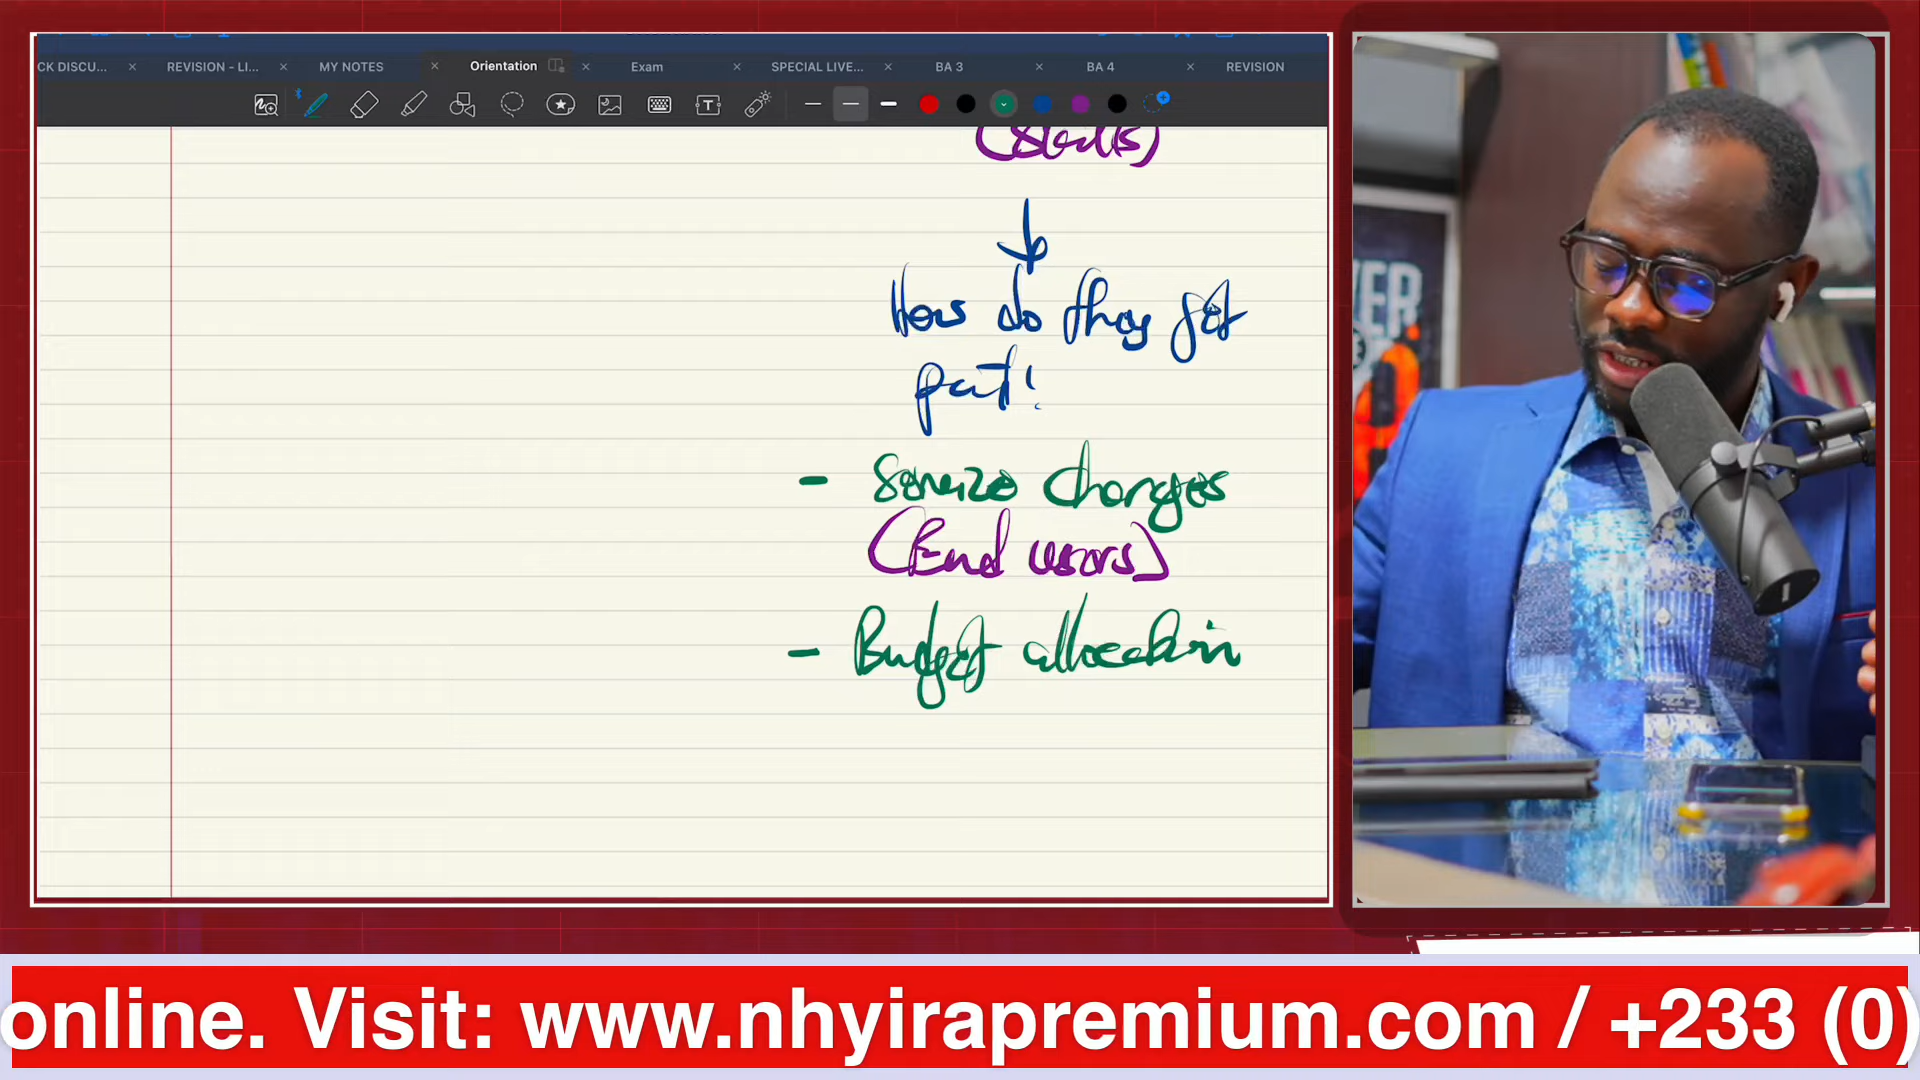 CK DISCU...
REVISION - LI...
MY NOTES
Orientation
Exam
SPECIAL LIVE...
BA 3
BA 4
REVISION
How do they get
- Service charges
(End users)
- Budget allocation
online. Visit: www.nhyirapremium.com / +233 (0)